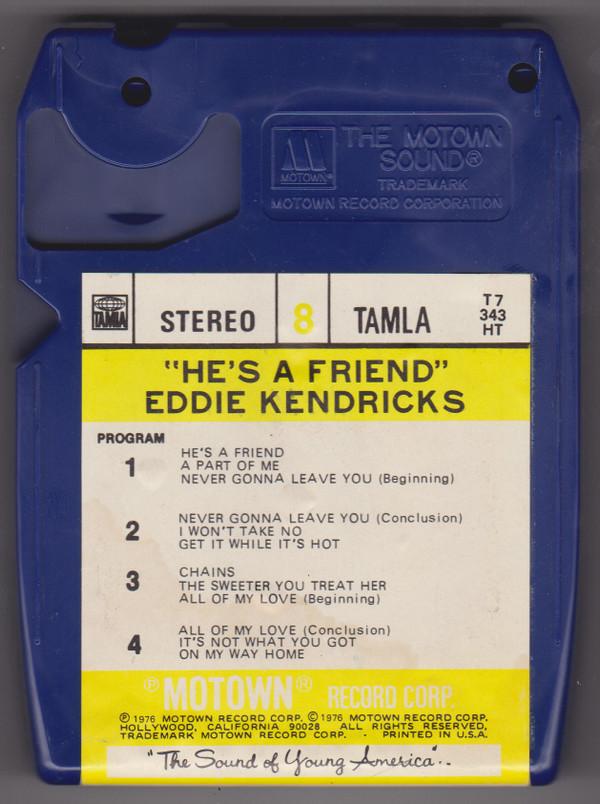 THE MOTOWN
SOUND®
MOTOWN®
TRADEMARK
MOTOWN RECORD CORPORATION
TAMLA
STEREO
8
TAMLA
T7
343
HT
"HE'S A FRIEND"
EDDIE KENDRICKS
PROGRAM
1
HE'S A FRIEND
A PART OF ME
NEVER GONNA LEAVE YOU (Beginning)
2
NEVER GONNA LEAVE YOU (Conclusion)
I WON'T TAKE NO
GET IT WHILE IT'S HOT
3
CHAINS
THE SWEETER YOU TREAT HER
ALL OF MY LOVE (Beginning)
4
ALL OF MY LOVE (Conclusion)
IT'S NOT WHAT YOU GOT
ON MY WAY HOME
℗ MOTOWN® RECORD CORP.
℗ 1976 MOTOWN RECORD CORP. © 1976 MOTOWN RECORD CORP.
HOLLYWOOD, CALIFORNIA 90028 ALL RIGHTS RESERVED,
TRADEMARK MOTOWN RECORD CORP. - PRINTED IN U.S.A.
"The Sound of Young America"..